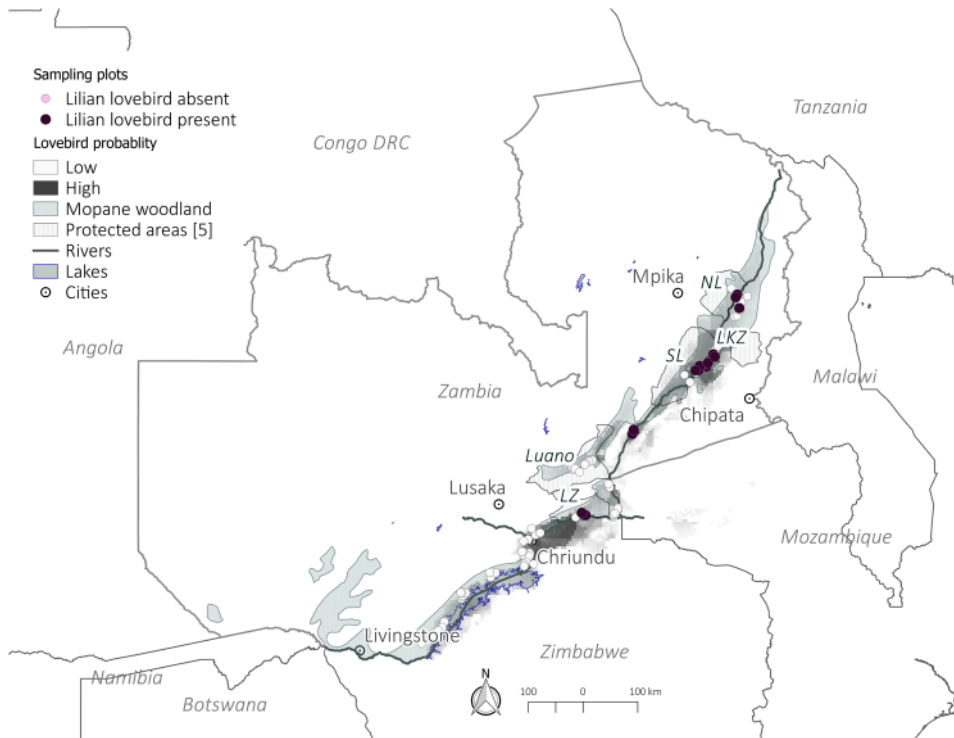 Sampling plots
Lilian lovebird absent
Lilian lovebird present
Lovebird probablity
Low
High
Mopane woodland
Protected areas [5]
Rivers
Lakes
Cities
Tanzania
Congo DRC
Mpika
NL
LKZ
SL
Angola
Malawi
Zambia
Chipata
Luano
Lusaka
LZ
Mozambique
Chriundu
Livingstone
Zimbabwe
Namibia
Botswana
N
100 0 100 km